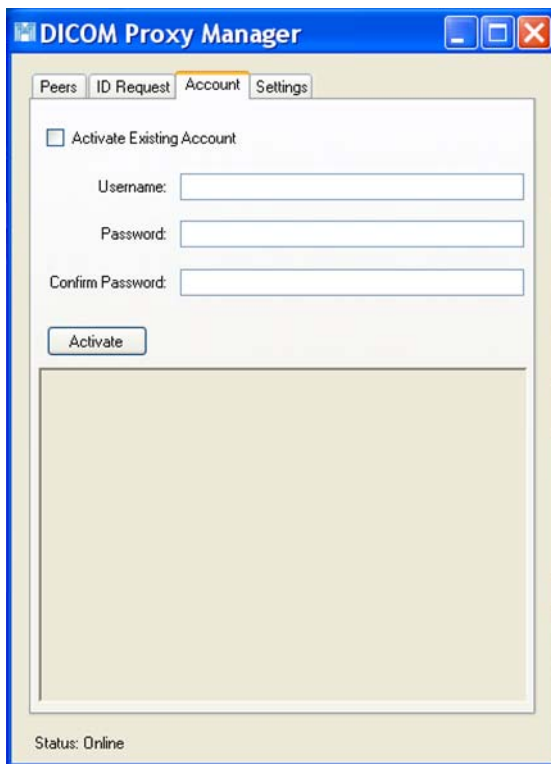 DICOM Proxy Manager
Peers ID Request Account Settings
Activate Existing Account
Username:
Password:
Confirm Password:
Activate
Status: Online